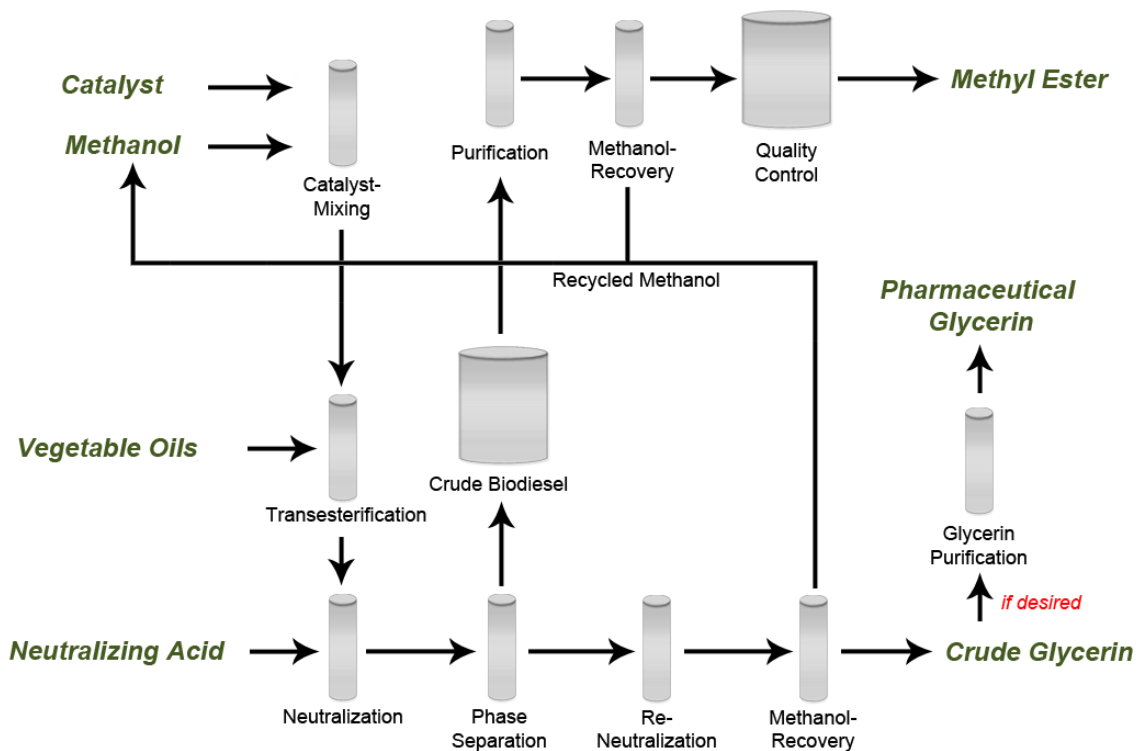 Catalyst
Methanol
Catalyst-
Mixing
Purification
Methanol-
Recovery
Quality
Control
Methyl Ester
Recycled Methanol
Pharmaceutical
Glycerin
Vegetable Oils
Transesterification
Crude Biodiesel
Glycerin
Purification
if desired
Neutralizing Acid
Neutralization
Phase
Separation
Re-
Neutralization
Methanol-
Recovery
Crude Glycerin